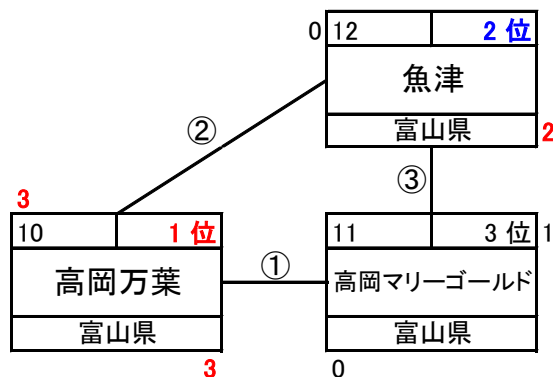 0 12 2 位
魚津
富山県 2
②
③
3
10 1 位
高岡万葉
富山県
3
①
11 3 位 1
高岡マリーゴールド
富山県
0